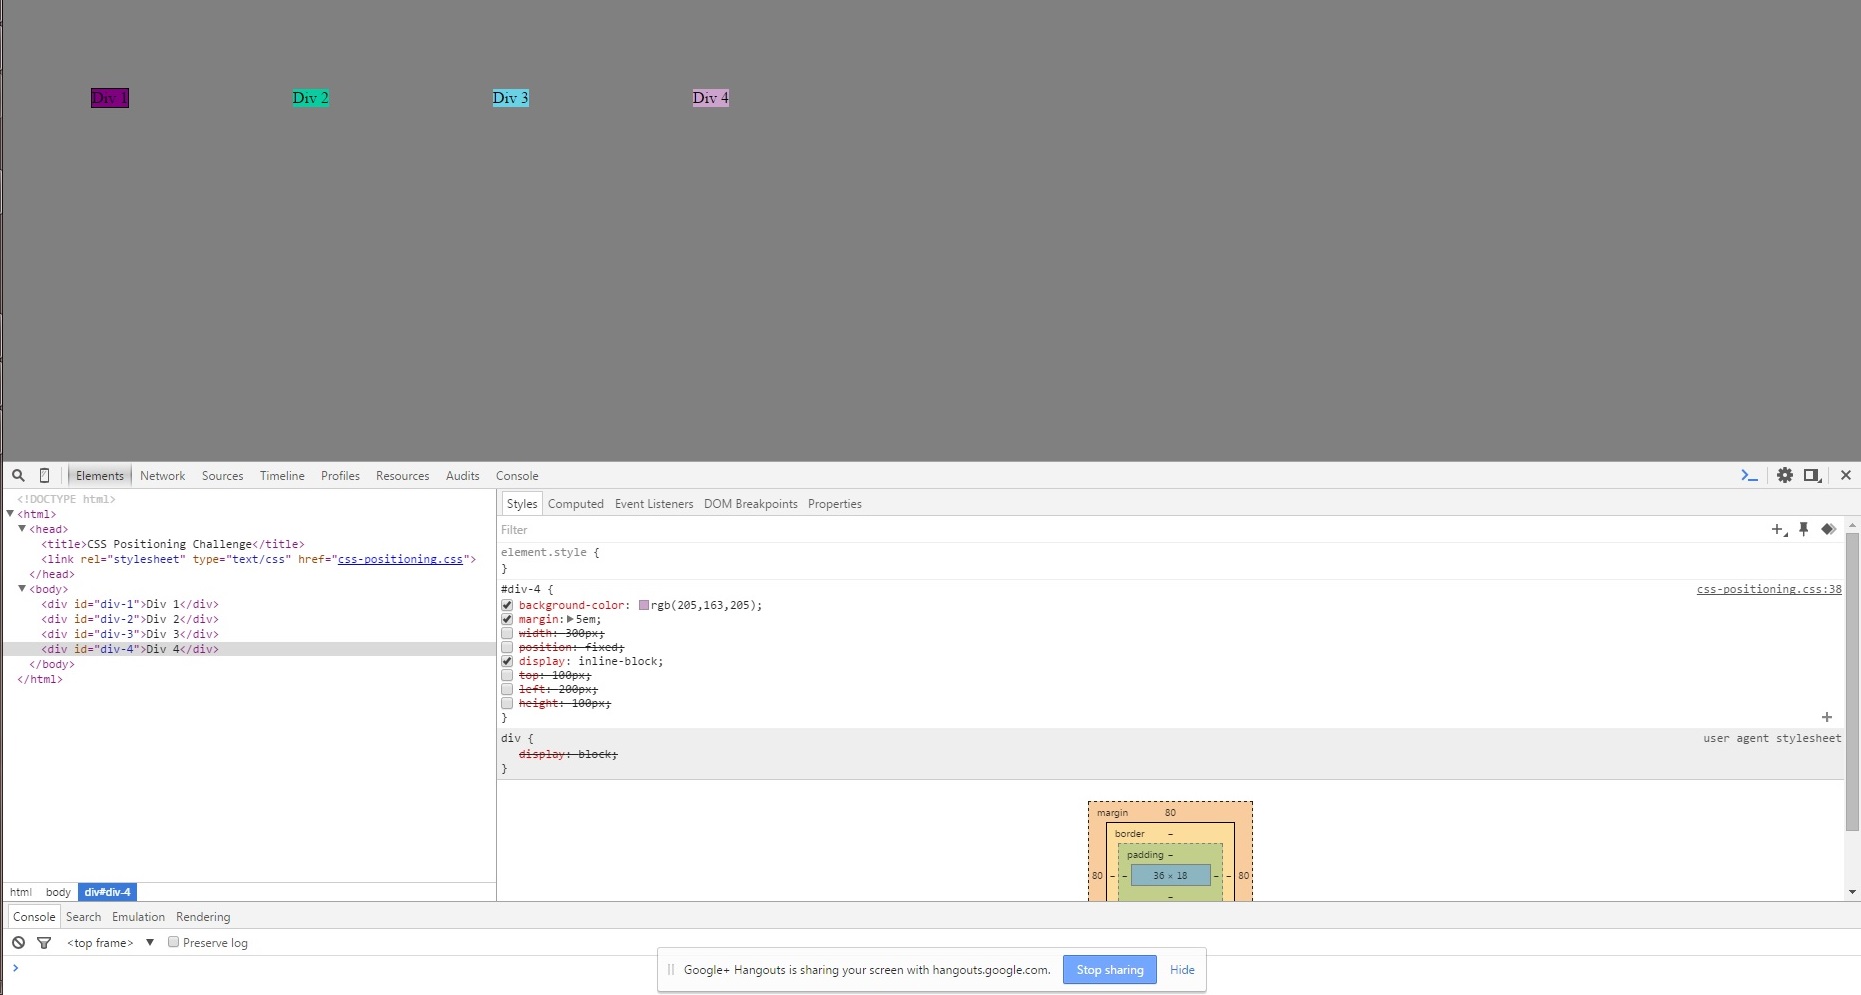 Div 1 Div 2 Div 3 Div 4
Elements Network Sources Timeline Profiles Resources Audits Console
<!DOCTYPE html>
<html>
<head>
<title>CSS Positioning Challenge</title>
<link rel="stylesheet" type="text/css" href="css-positioning.css">
</head>
<body>
<div id="div-1">Div 1</div>
<div id="div-2">Div 2</div>
<div id="div-3">Div 3</div>
<div id="div-4">Div 4</div>
</body>
</html>
html body div#div-4
Styles Computed Event Listeners DOM Breakpoints Properties
Filter
element.style {
}
#div-4 { css-positioning.css:38
background-color: rgb(205,163,205);
margin: 5em;
width: 300px;
position: fixed;
display: inline-block;
top: 100px;
left: 200px;
height: 100px;
}
div { user agent stylesheet
display: block;
}
margin 80
border –
padding –
80 – – 36 × 18 – – 80
–
Console Search Emulation Rendering
<top frame> Preserve log
Google+ Hangouts is sharing your screen with hangouts.google.com. Stop sharing Hide